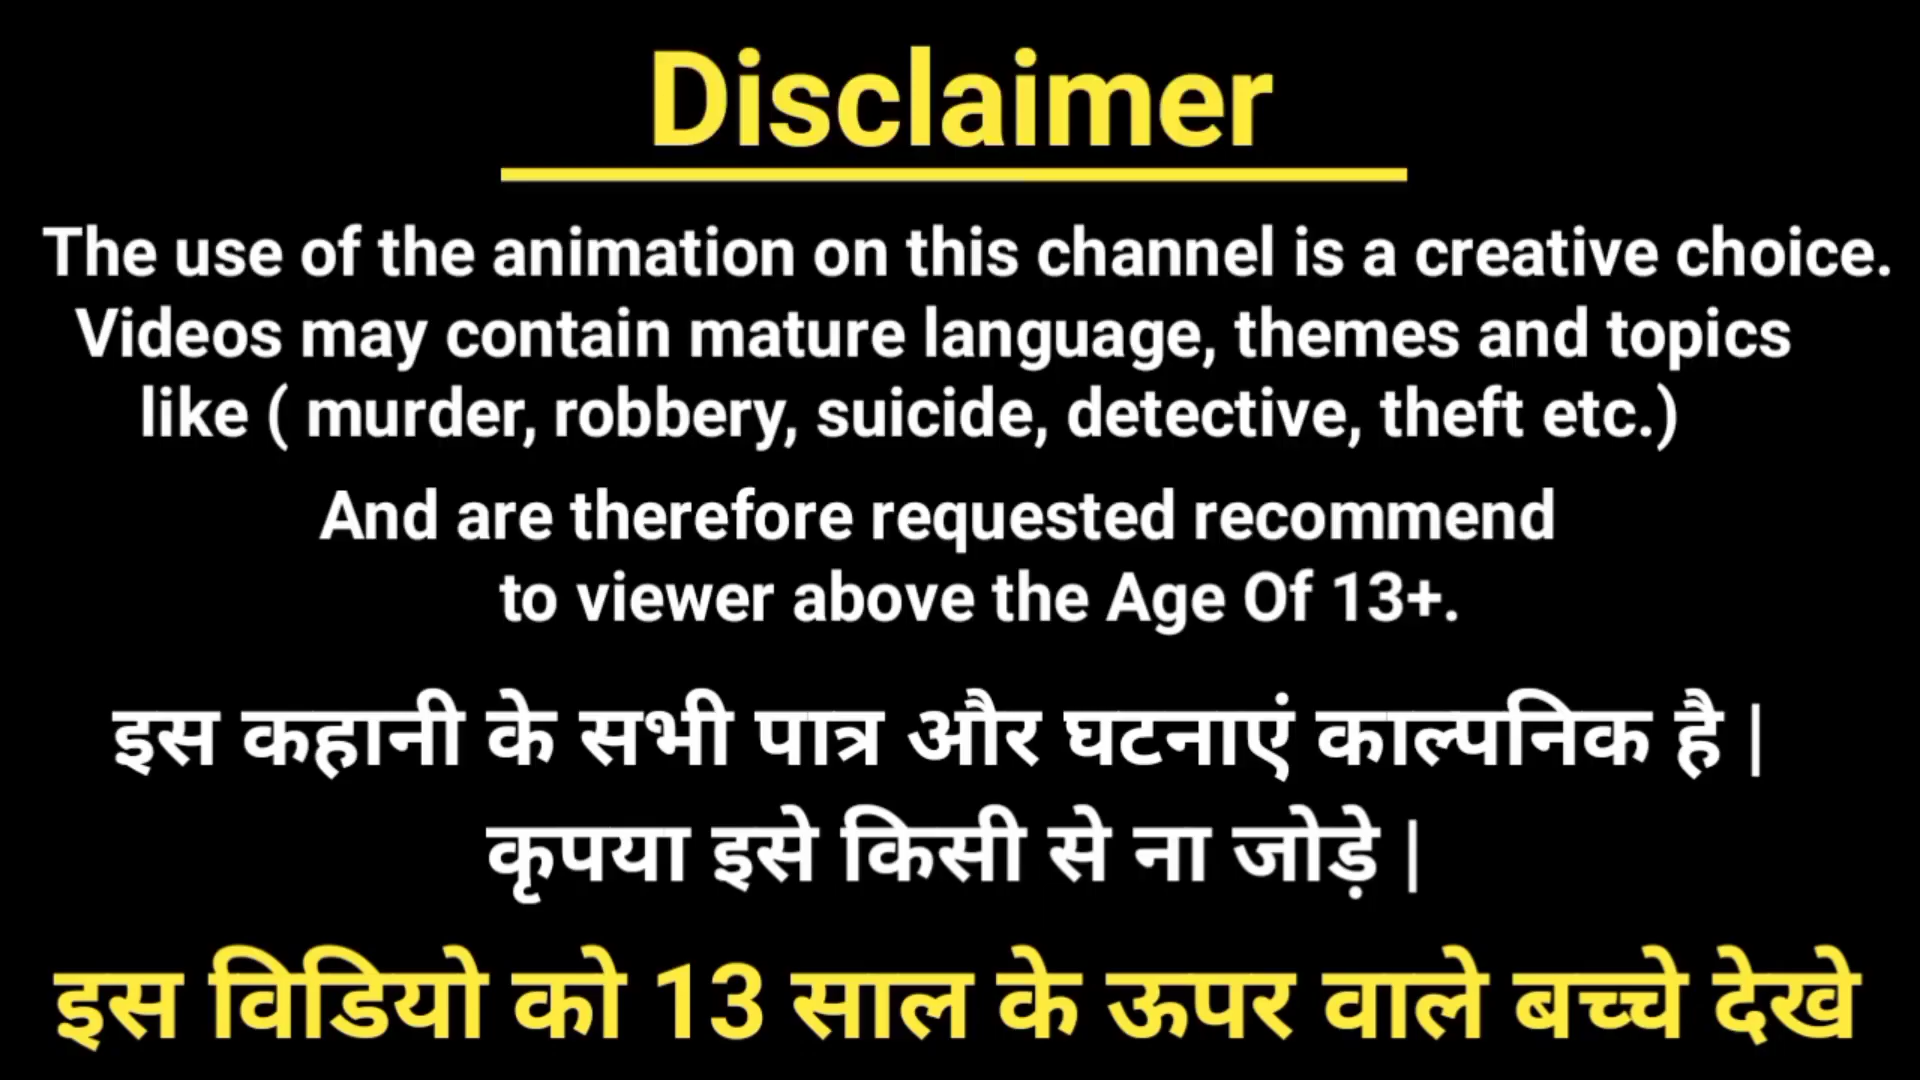 Disclaimer
The use of the animation on this channel is a creative choice.
Videos may contain mature language, themes and topics
like ( murder, robbery, suicide, detective, theft etc.)
And are therefore requested recommend
to viewer above the Age Of 13+.
इस कहानी के सभी पात्र और घटनाएं काल्पनिक है |
कृपया इसे किसी से ना जोड़े |
इस विडियो को 13 साल के ऊपर वाले बच्चे देखे